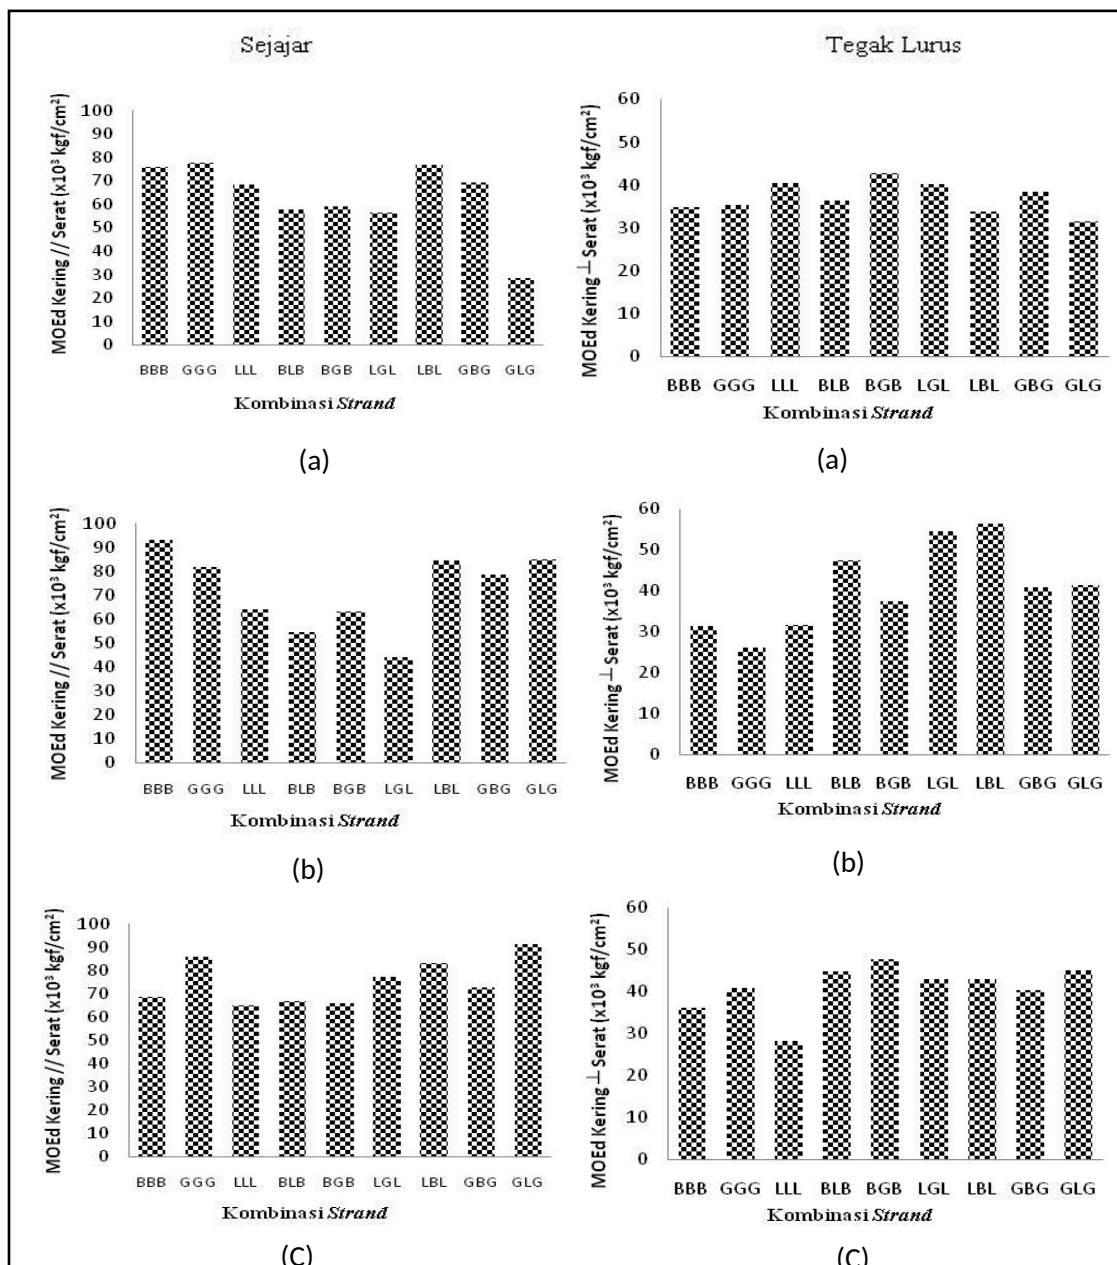 Sejajar
Tegak Lurus
MOEd Kering // Serat (x10³ kgf/cm²)
100
90
80
70
60
50
40
30
20
10
0
BBB GGG LLL BLB BGB LGL LBL GBG GLG
Kombinasi Strand
(a)
MOEd Kering ⊥ Serat (x10³ kgf/cm²)
60
50
40
30
20
10
0
BBB GGG LLL BLB BGB LGL LBL GBG GLG
Kombinasi Strand
(a)
MOEd Kering // Serat (x10³ kgf/cm²)
100
90
80
70
60
50
40
30
20
10
0
BBB GGG LLL BLB BGB LGL LBL GBG GLG
Kombinasi Strand
(b)
MOEd Kering ⊥ Serat (x10³ kgf/cm²)
60
50
40
30
20
10
0
BBB GGG LLL BLB BGB LGL LBL GBG GLG
Kombinasi Strand
(b)
MOEd Kering // Serat (x10³ kgf/cm²)
100
90
80
70
60
50
40
30
20
10
0
BBB GGG LLL BLB BGB LGL LBL GBG GLG
Kombinasi Strand
(C)
MOEd Kering ⊥ Serat (x10³ kgf/cm²)
60
50
40
30
20
10
0
BBB GGG LLL BLB BGB LGL LBL GBG GLG
Kombinasi Strand
(C)